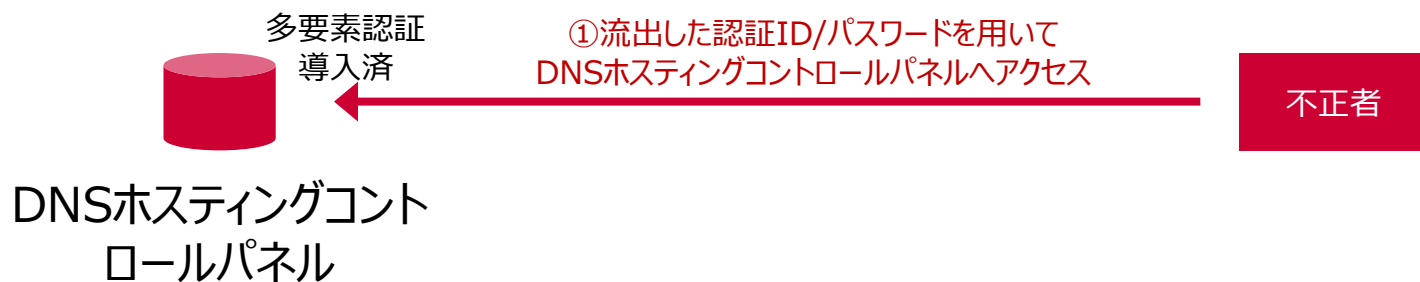 多要素認証
導入済
①流出した認証ID/パスワードを用いて
DNSホスティングコントロールパネルへアクセス
不正者
DNSホスティングコント
ロールパネル